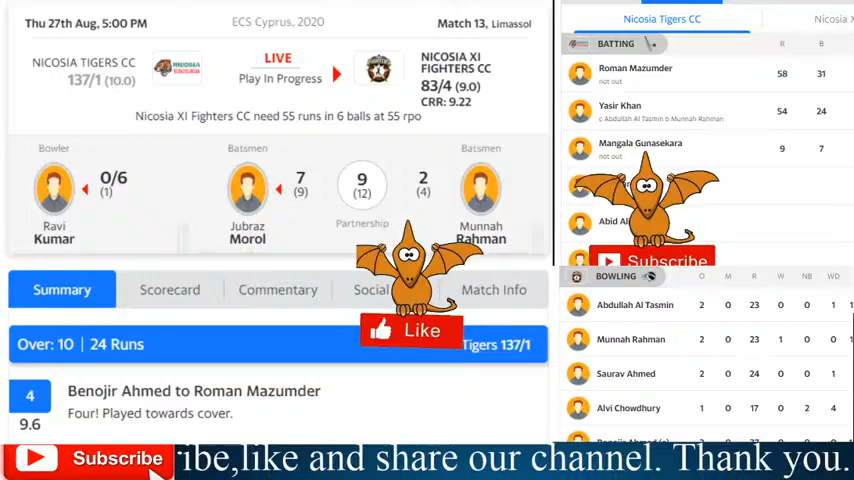 Thu 27th Aug, 5:00 PM
ECS Cyprus, 2020
Match 13, Limassol
NICOSIA TIGERS CC
137/1 (10.0)
LIVE
Play In Progress
NICOSIA XI
FIGHTERS CC
83/4 (9.0)
CRR: 9.22
Nicosia XI Fighters CC need 55 runs in 6 balls at 55 rpo
Bowler
0/6
(1)
Ravi
Kumar
Batsmen
7
(9)
Jubraz
Morol
9
(12)
Partnership
Batsmen
2
(4)
Munnah
Rahman
Summary
Scorecard
Commentary
Social
Match Info
Like
Over: 10 | 24 Runs
Tigers 137/1
4
9.6
Benojir Ahmed to Roman Mazumder
Four! Played towards cover.
Nicosia Tigers CC
Nicosia X
BATTING R B
Roman Mazumder 58 31
not out
Yasir Khan 54 24
c Abdullah Al Tasmin b Munnah Rahman
Mangala Gunasekara 9 7
not out
Abid Al
Subscribe
BOWLING O M R W NB WD
Abdullah Al Tasmin 2 0 23 0 0 1 1
Munnah Rahman 2 0 23 1 0 0 1
Saurav Ahmed 2 0 24 0 0 1
Alvi Chowdhury 1 0 17 0 2 4
Subscribe
ribe,like and share our channel. Thank you.